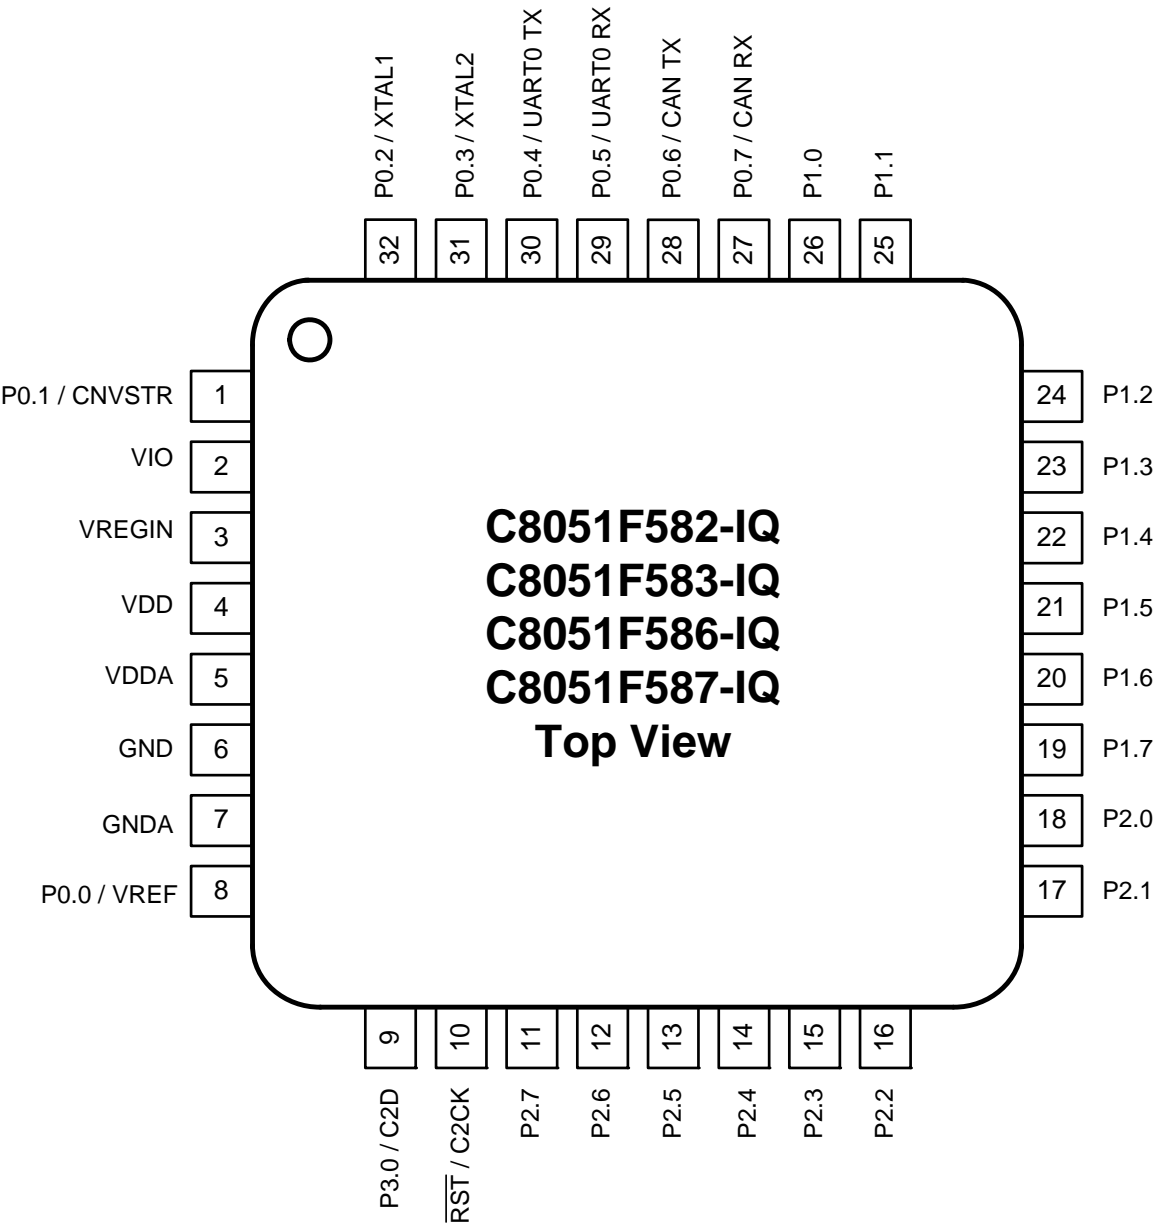 P0.2 / XTAL1
P0.3 / XTAL2
P0.4 / UART0 TX
P0.5 / UART0 RX
P0.6 / CAN TX
P0.7 / CAN RX
P1.0
P1.1
32
31
30
29
28
27
26
25
P0.1 / CNVSTR
1
VIO
2
VREGIN
3
VDD
4
VDDA
5
GND
6
GNDA
7
P0.0 / VREF
8
C8051F582-IQ
C8051F583-IQ
C8051F586-IQ
C8051F587-IQ
Top View
24
P1.2
23
P1.3
22
P1.4
21
P1.5
20
P1.6
19
P1.7
18
P2.0
17
P2.1
9
10
11
12
13
14
15
16
P3.0 / C2D
RST / C2CK
P2.7
P2.6
P2.5
P2.4
P2.3
P2.2